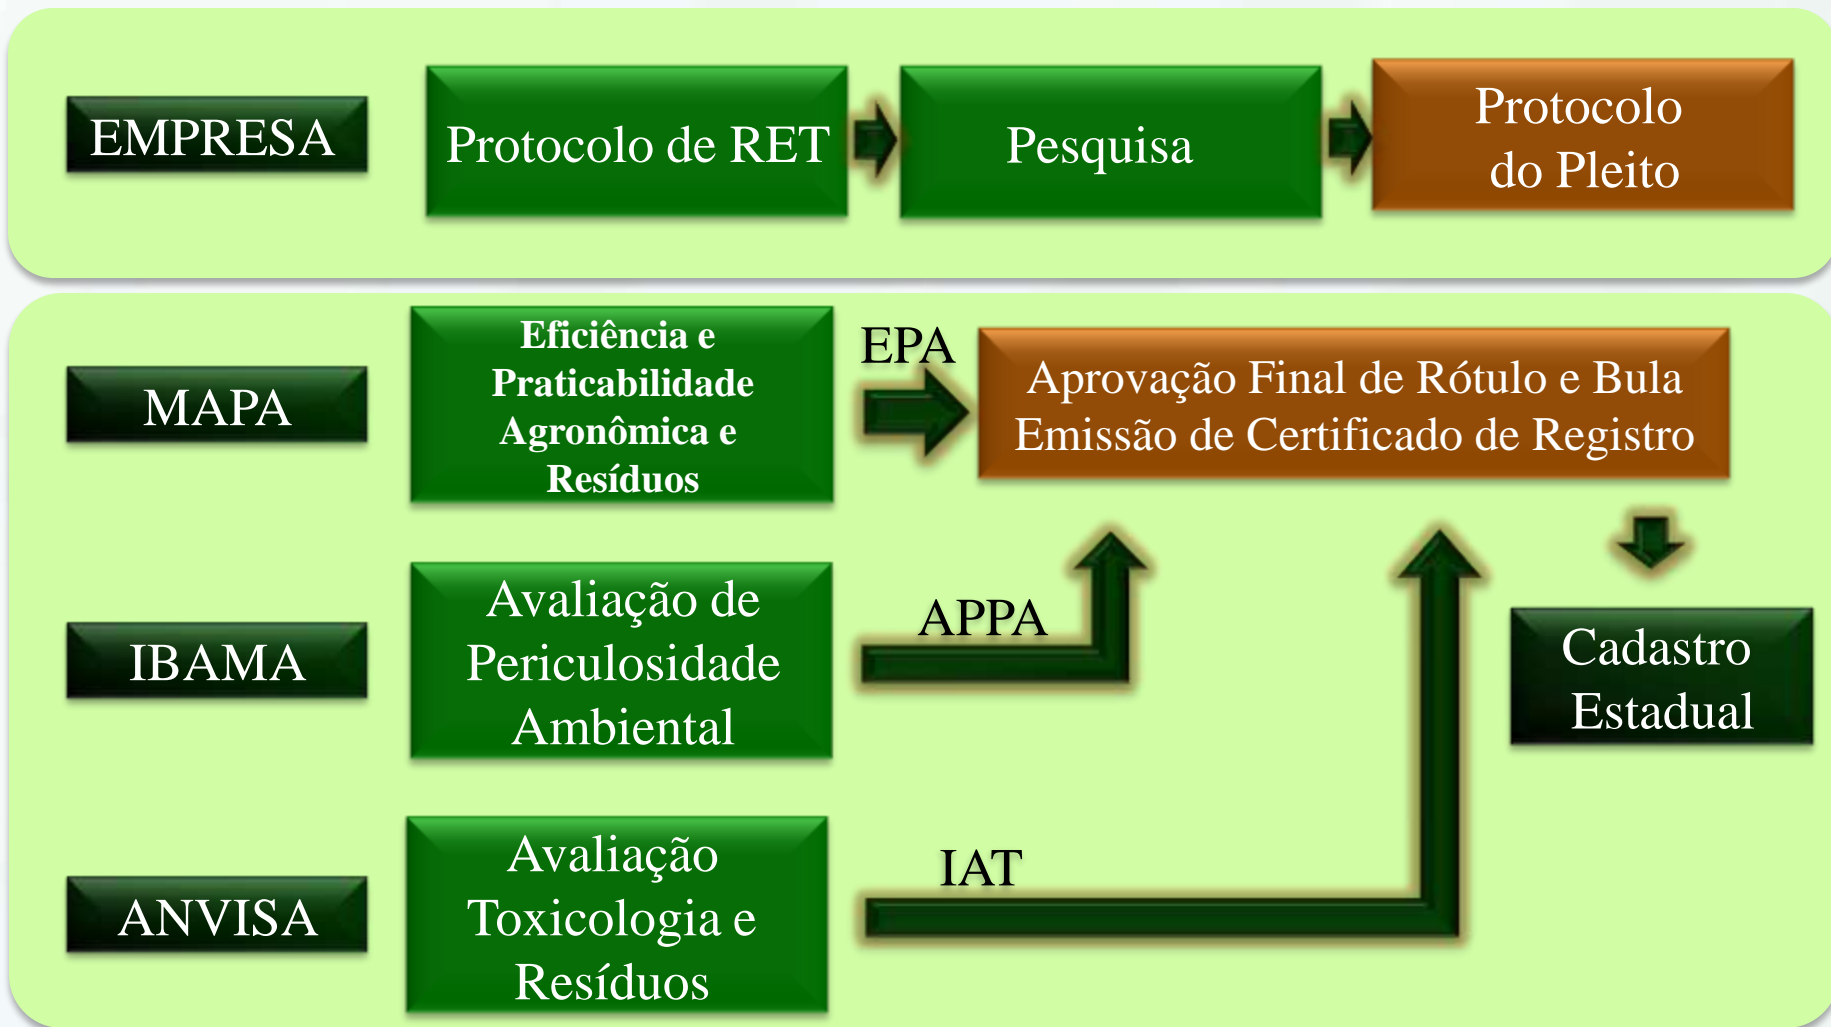 EMPRESA
Protocolo de RET
Pesquisa
Protocolo
do Pleito
MAPA
Eficiência e
Praticabilidade
Agronômica e
Resíduos
EPA
Aprovação Final de Rótulo e Bula
Emissão de Certificado de Registro
IBAMA
Avaliação de
Periculosidade
Ambiental
APPA
Cadastro
Estadual
ANVISA
Avaliação
Toxicologia e
Resíduos
IAT